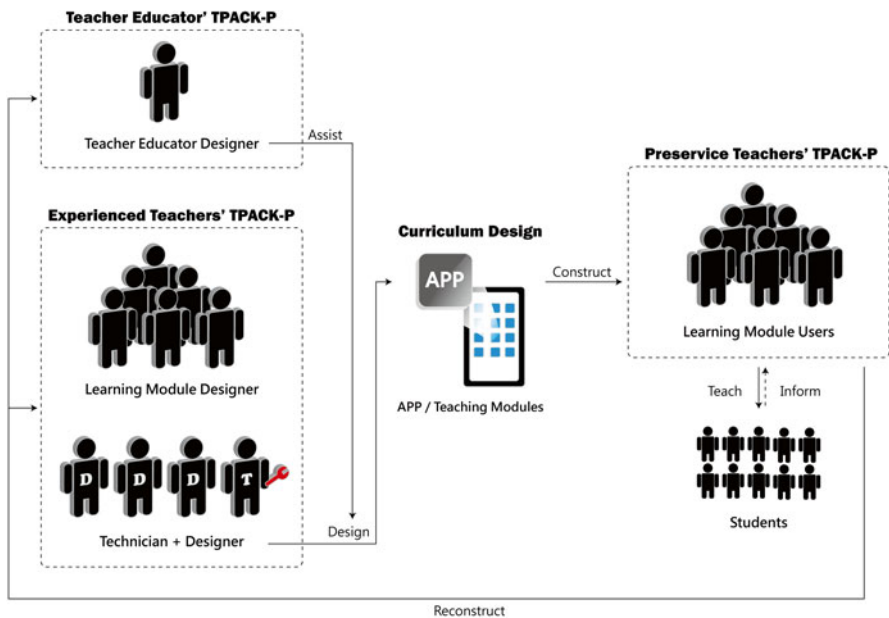 Teacher Educator' TPACK-P
Teacher Educator Designer
Assist
Experienced Teachers' TPACK-P
Learning Module Designer
D D D T
Technician + Designer
Design
Curriculum Design
APP
APP / Teaching Modules
Construct
Preservice Teachers' TPACK-P
Learning Module Users
Teach
Inform
Students
Reconstruct